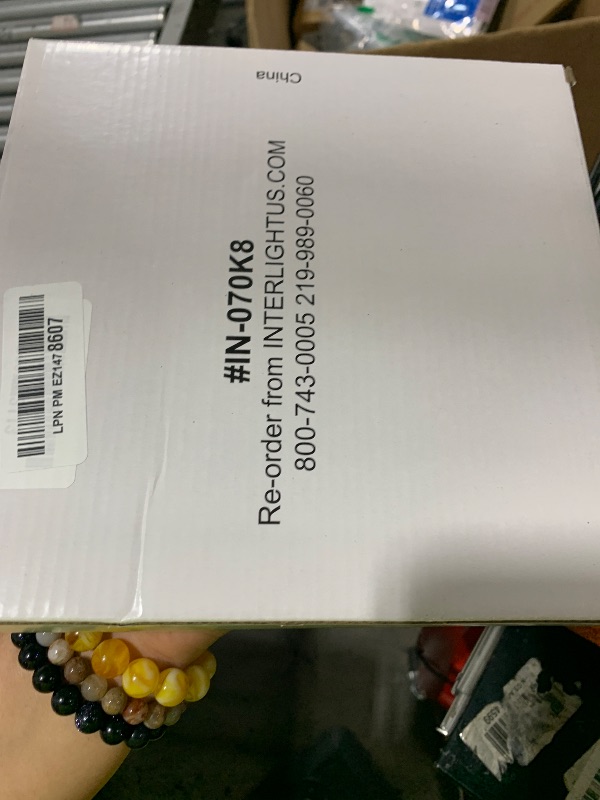 China
#IN-070K8
Re-order from INTERLIGHTUS.COM
800-743-0005 219-989-0060
LPN PM EZ147 8607